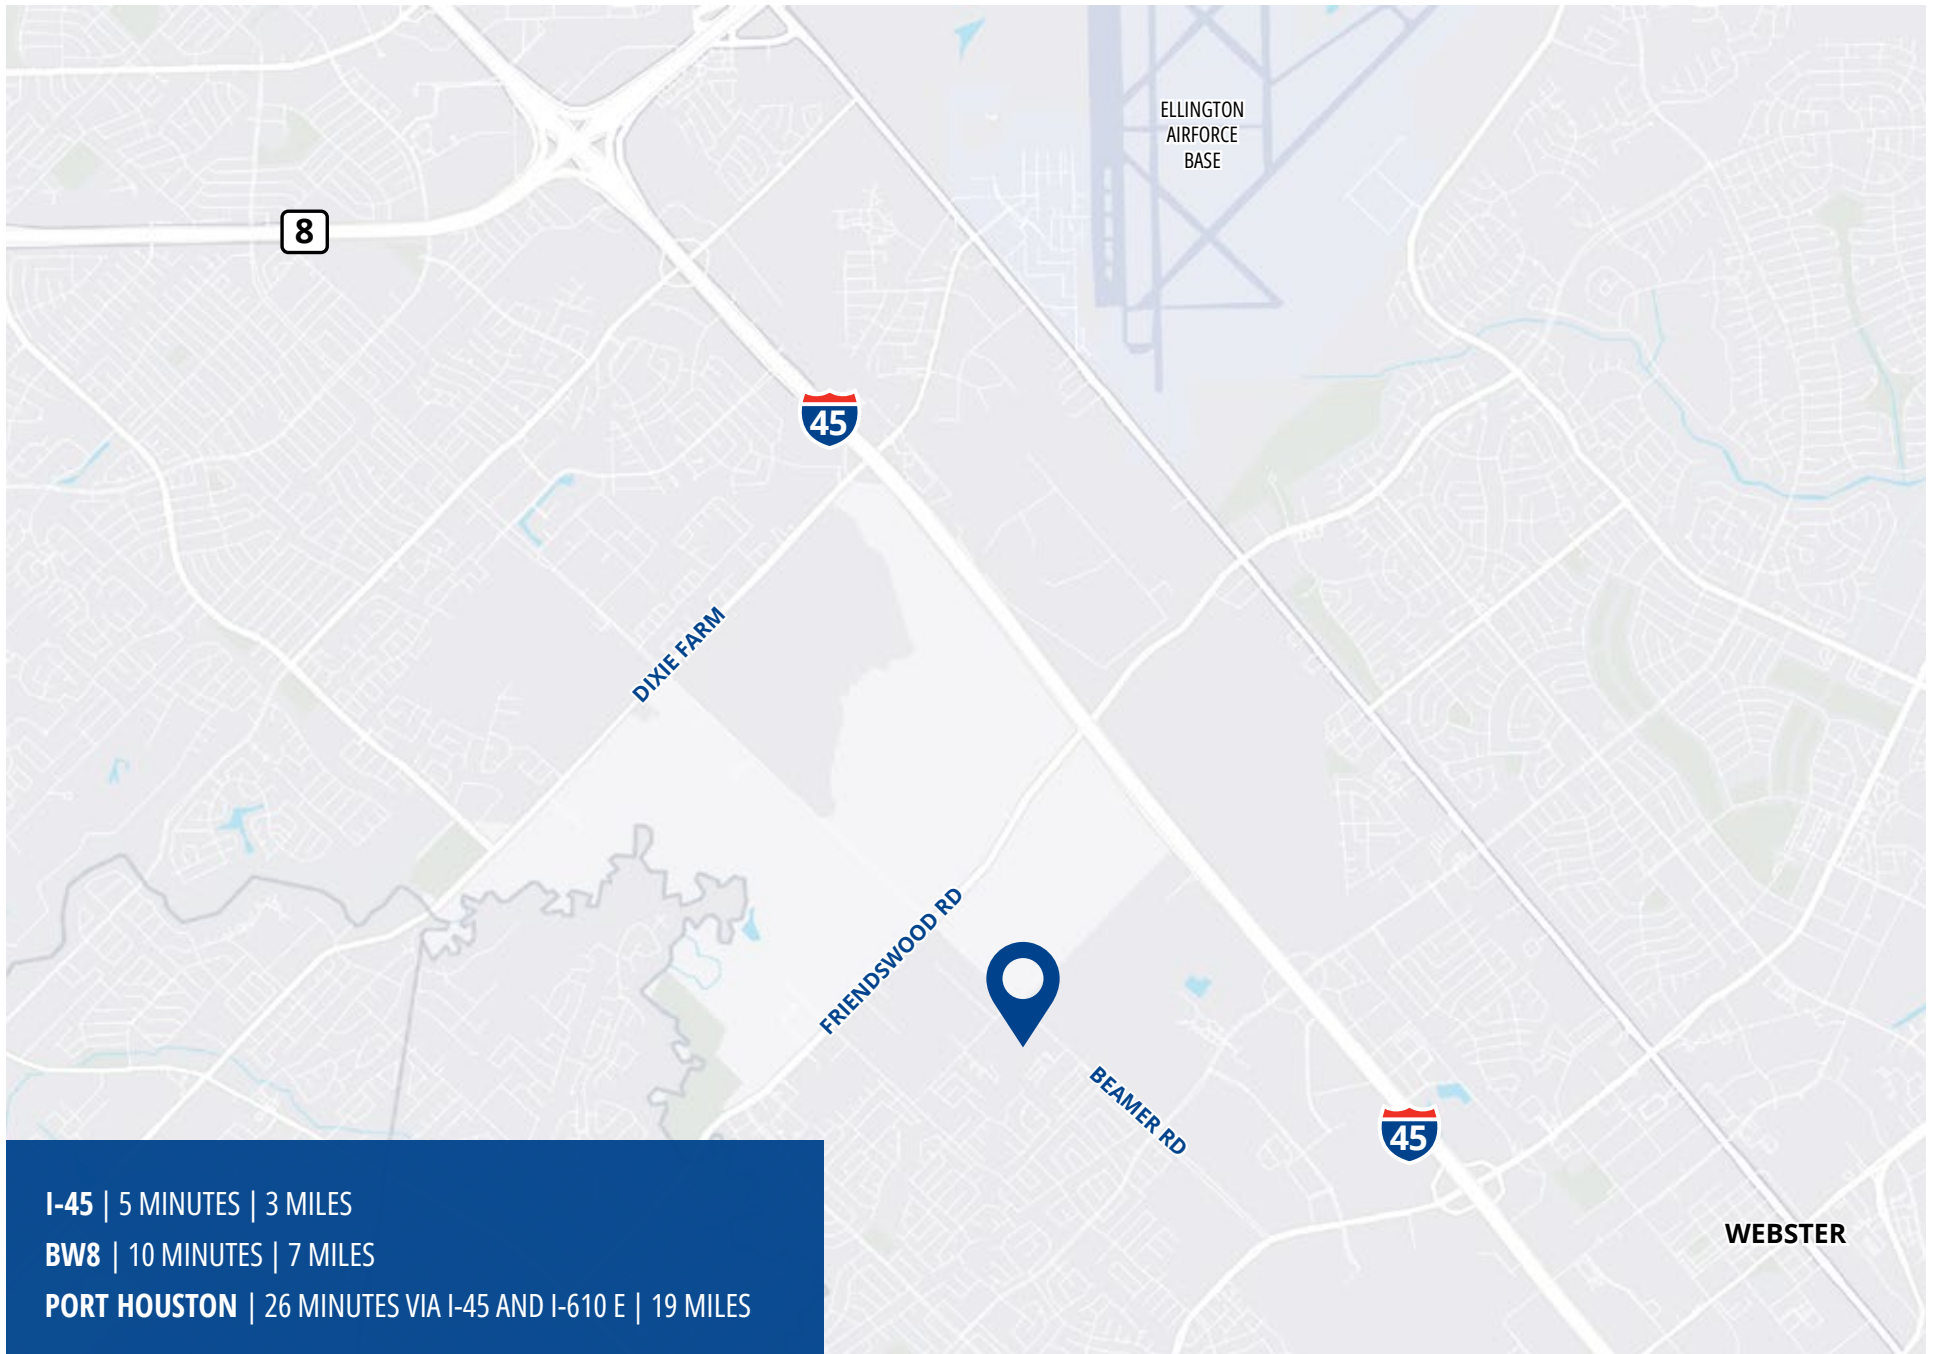 ELLINGTON
AIRFORCE
BASE
8
45
DIXIE FARM
FRIENDSWOOD RD
BEAMER RD
45
WEBSTER
I-45 | 5 MINUTES | 3 MILES
BW8 | 10 MINUTES | 7 MILES
PORT HOUSTON | 26 MINUTES VIA I-45 AND I-610 E | 19 MILES